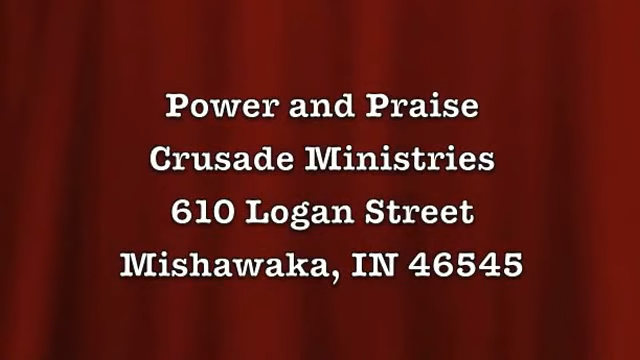 Power and Praise
Crusade Ministries
610 Logan Street
Mishawaka, IN 46545